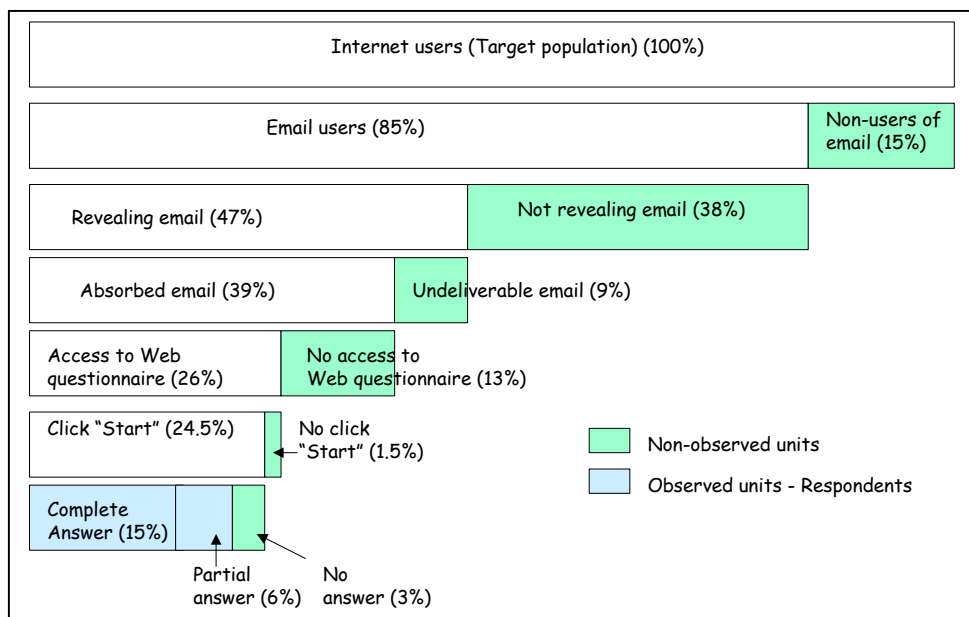 Internet users (Target population) (100%)
Email users (85%)
Non-users of
email (15%)
Revealing email (47%)
Not revealing email (38%)
Absorbed email (39%)
Undeliverable email (9%)
Access to Web
questionnaire (26%)
No access to
Web questionnaire (13%)
Click “Start” (24.5%)
No click
“Start” (1.5%)
Non-observed units
Observed units - Respondents
Complete
Answer (15%)
Partial
answer (6%)
No
answer (3%)